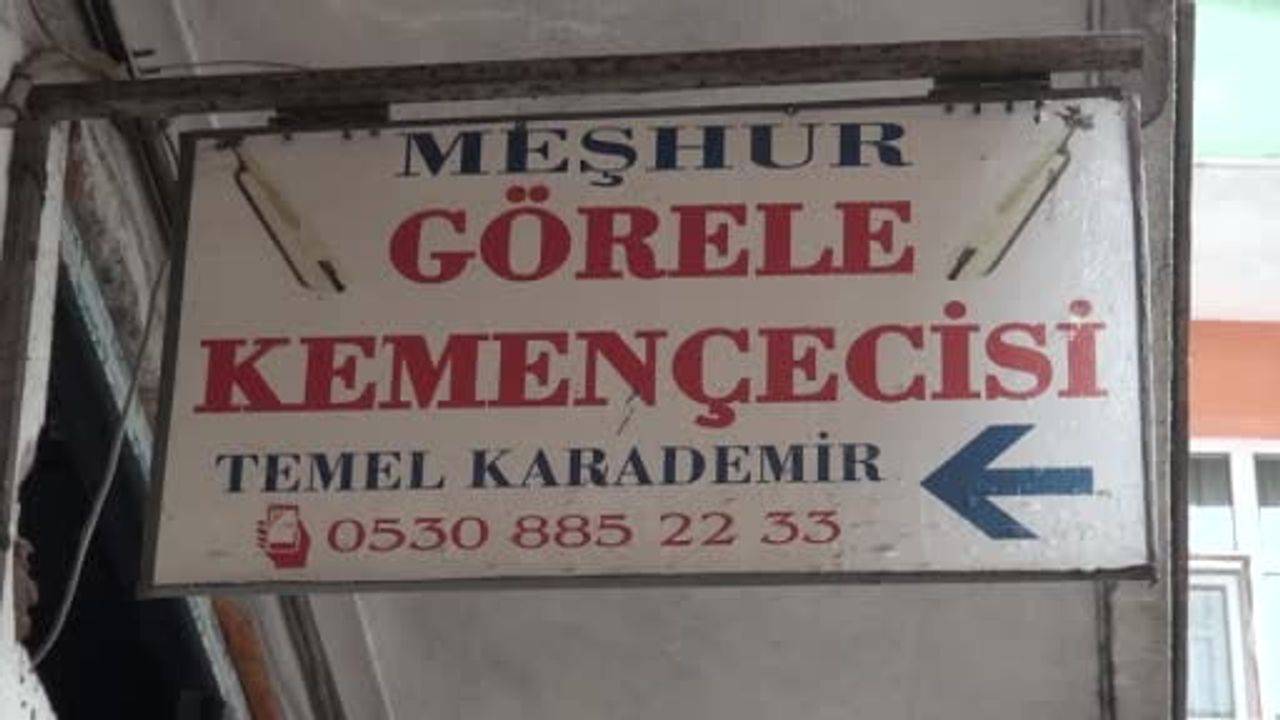 MEŞHUR
GÖRELE
KEMENÇECİSİ
TEMEL KARADEMİR
0530 885 22 33